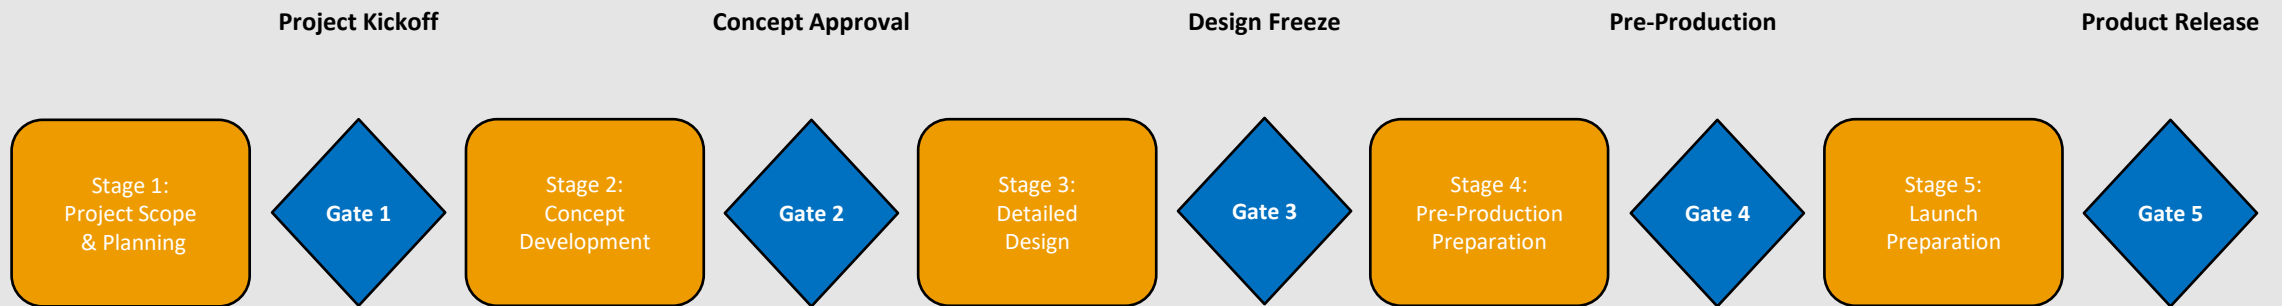 Project Kickoff
Concept Approval
Design Freeze
Pre-Production
Product Release
Stage 1:
Project Scope
& Planning
Gate 1
Stage 2:
Concept
Development
Gate 2
Stage 3:
Detailed
Design
Gate 3
Stage 4:
Pre-Production
Preparation
Gate 4
Stage 5:
Launch
Preparation
Gate 5